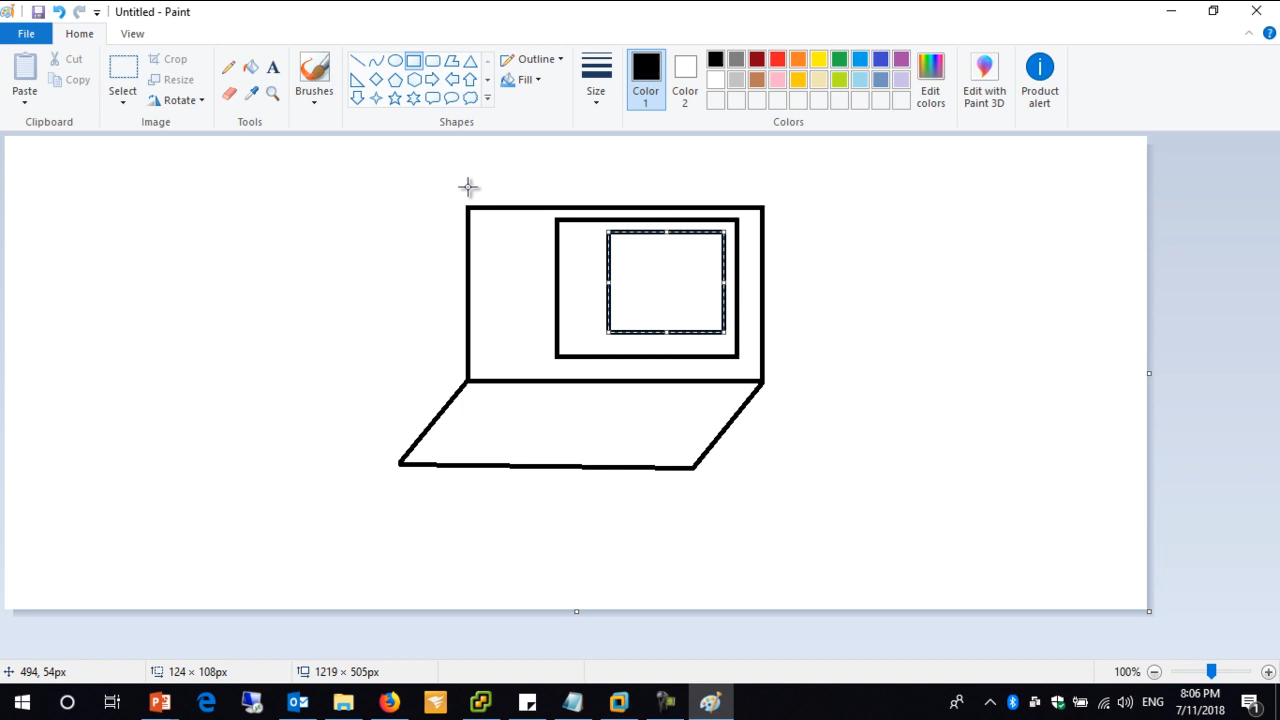 Untitled - Paint
File Home View
Paste
Cut
Copy
Clipboard
Select
Crop
Resize
Rotate
Image
A
Tools
Brushes
Outline
Fill
Shapes
Size
Color 1
Color 2
Edit colors
Colors
Edit with Paint 3D
Product alert
494, 54px
124 × 108px
1219 × 505px
100%
ENG
8:06 PM
7/11/2018